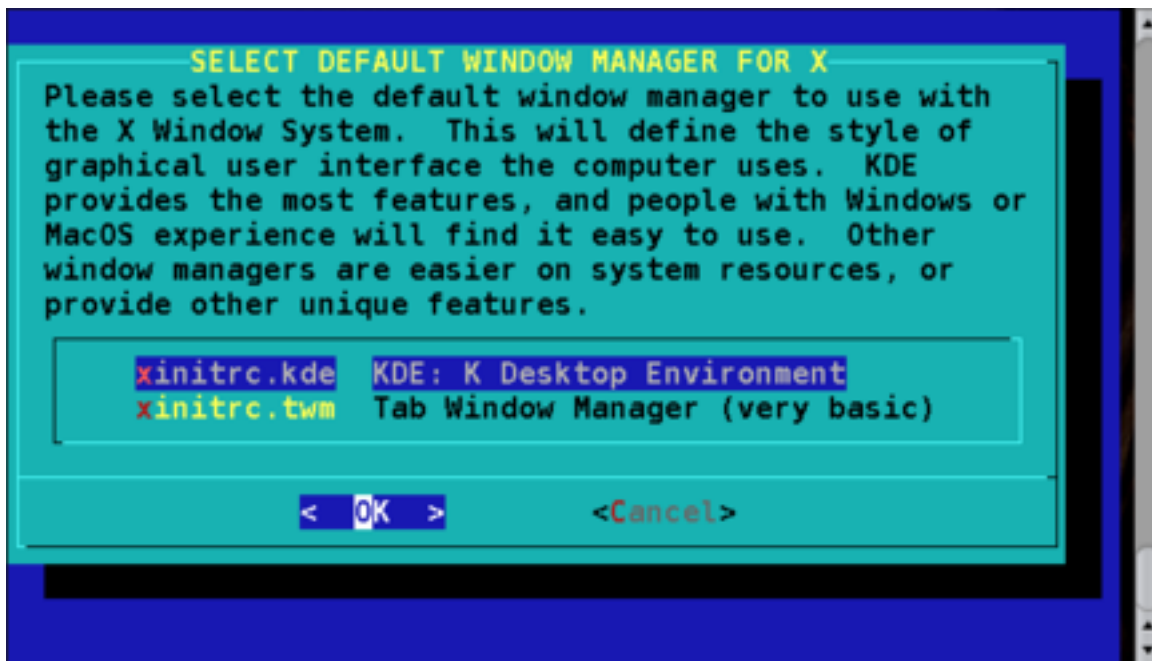 SELECT DEFAULT WINDOW MANAGER FOR X
Please select the default window manager to use with
the X Window System.  This will define the style of
graphical user interface the computer uses.  KDE
provides the most features, and people with Windows or
MacOS experience will find it easy to use.  Other
window managers are easier on system resources, or
provide other unique features.
xinitrc.kde  KDE: K Desktop Environment
xinitrc.twm  Tab Window Manager (very basic)
<  OK  >        <Cancel>